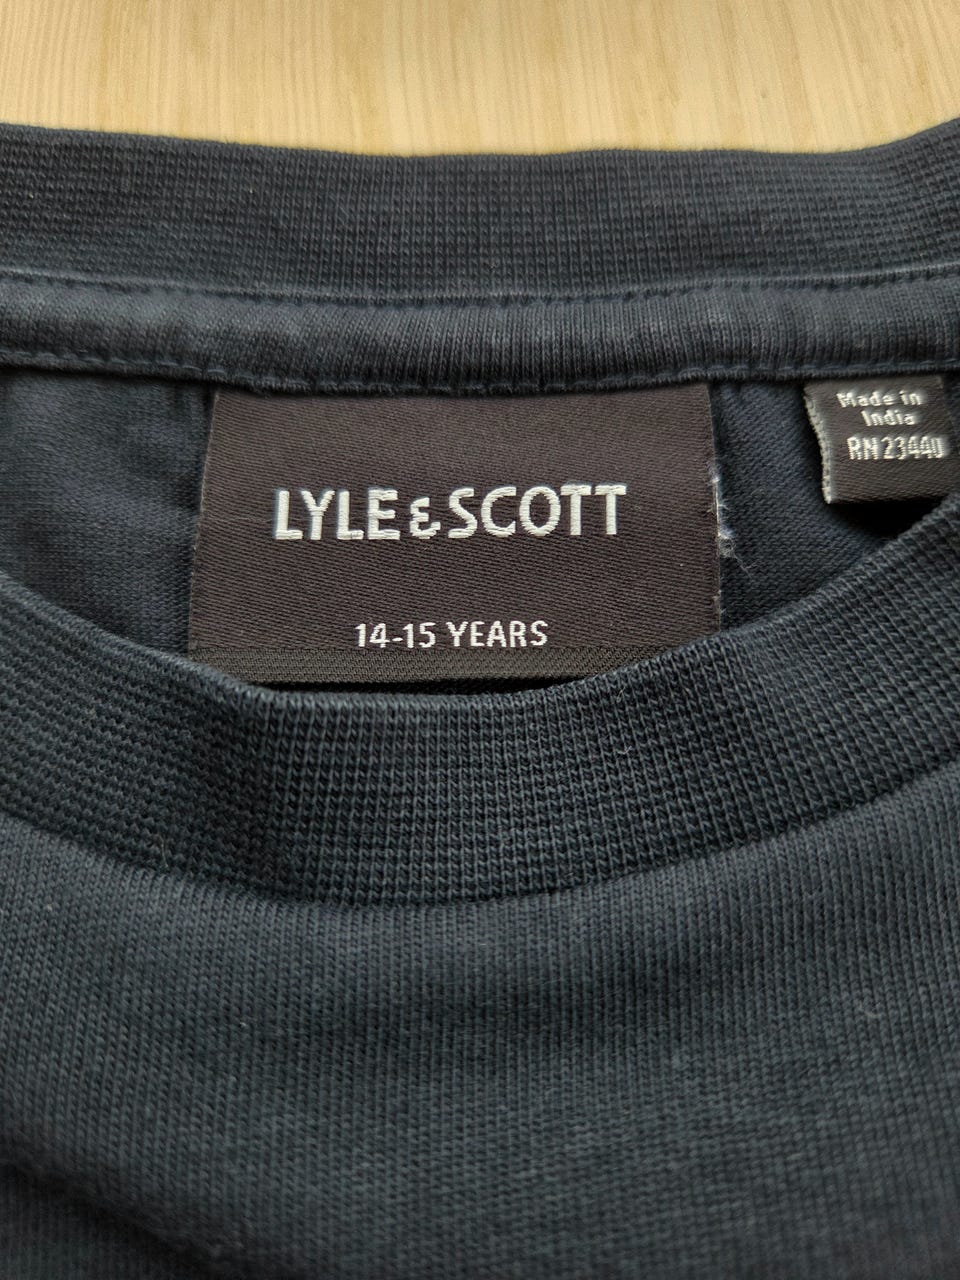 LYLE & SCOTT
14-15 YEARS
Made in
India
RN 23440